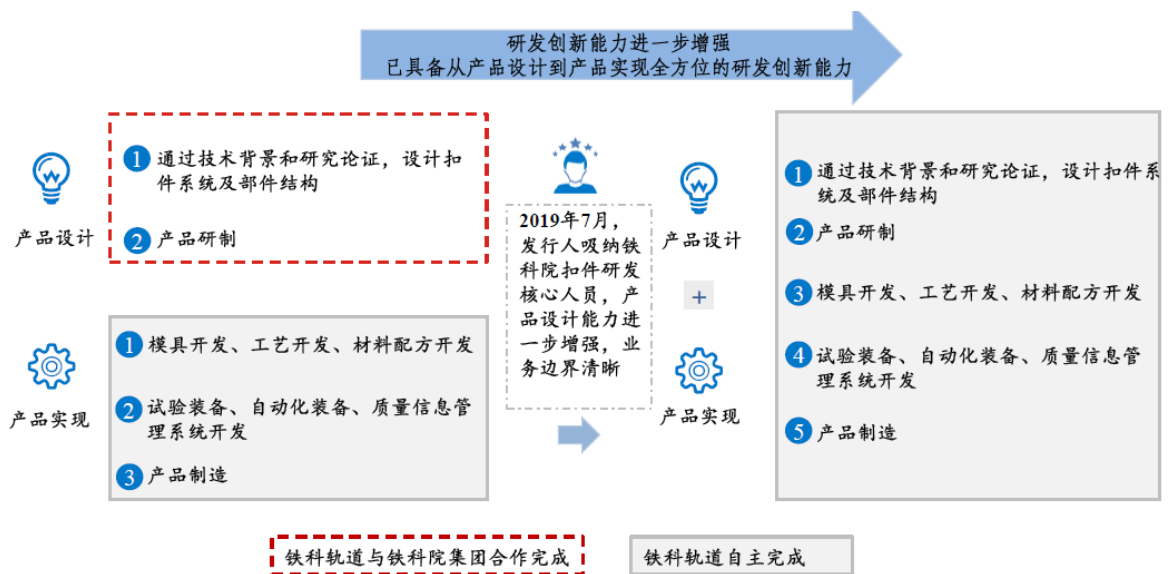 研发创新能力进一步增强
已具备从产品设计到产品实现全方位的研发创新能力
产品设计
1 通过技术背景和研究论证，设计扣
件系统及部件结构
2 产品研制
产品实现
1 模具开发、工艺开发、材料配方开发
2 试验装备、自动化装备、质量信息管
理系统开发
3 产品制造
2019年7月，
发行人吸纳铁
科院扣件研发
核心人员，产
品设计能力进
一步增强，业
务边界清晰
产品设计
+
产品实现
1 通过技术背景和研究论证，设计扣件系
统及部件结构
2 产品研制
3 模具开发、工艺开发、材料配方开发
4 试验装备、自动化装备、质量信息管
理系统开发
5 产品制造
铁科轨道与铁科院集团合作完成
铁科轨道自主完成